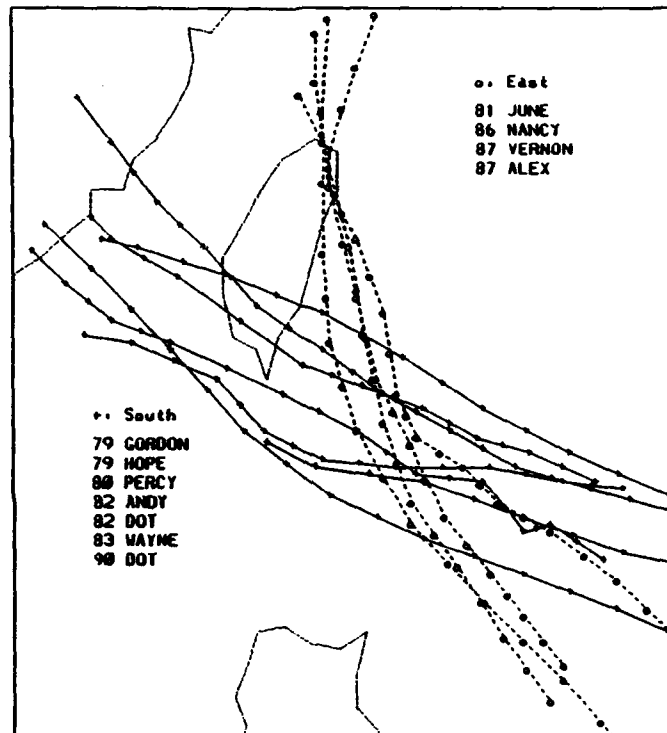 o. East
81 JUNE
86 NANCY
87 VERNON
87 ALEX
+. South
79 GORDON
79 HOPE
80 PERCY
82 ANDY
82 DOT
83 WAYNE
90 DOT